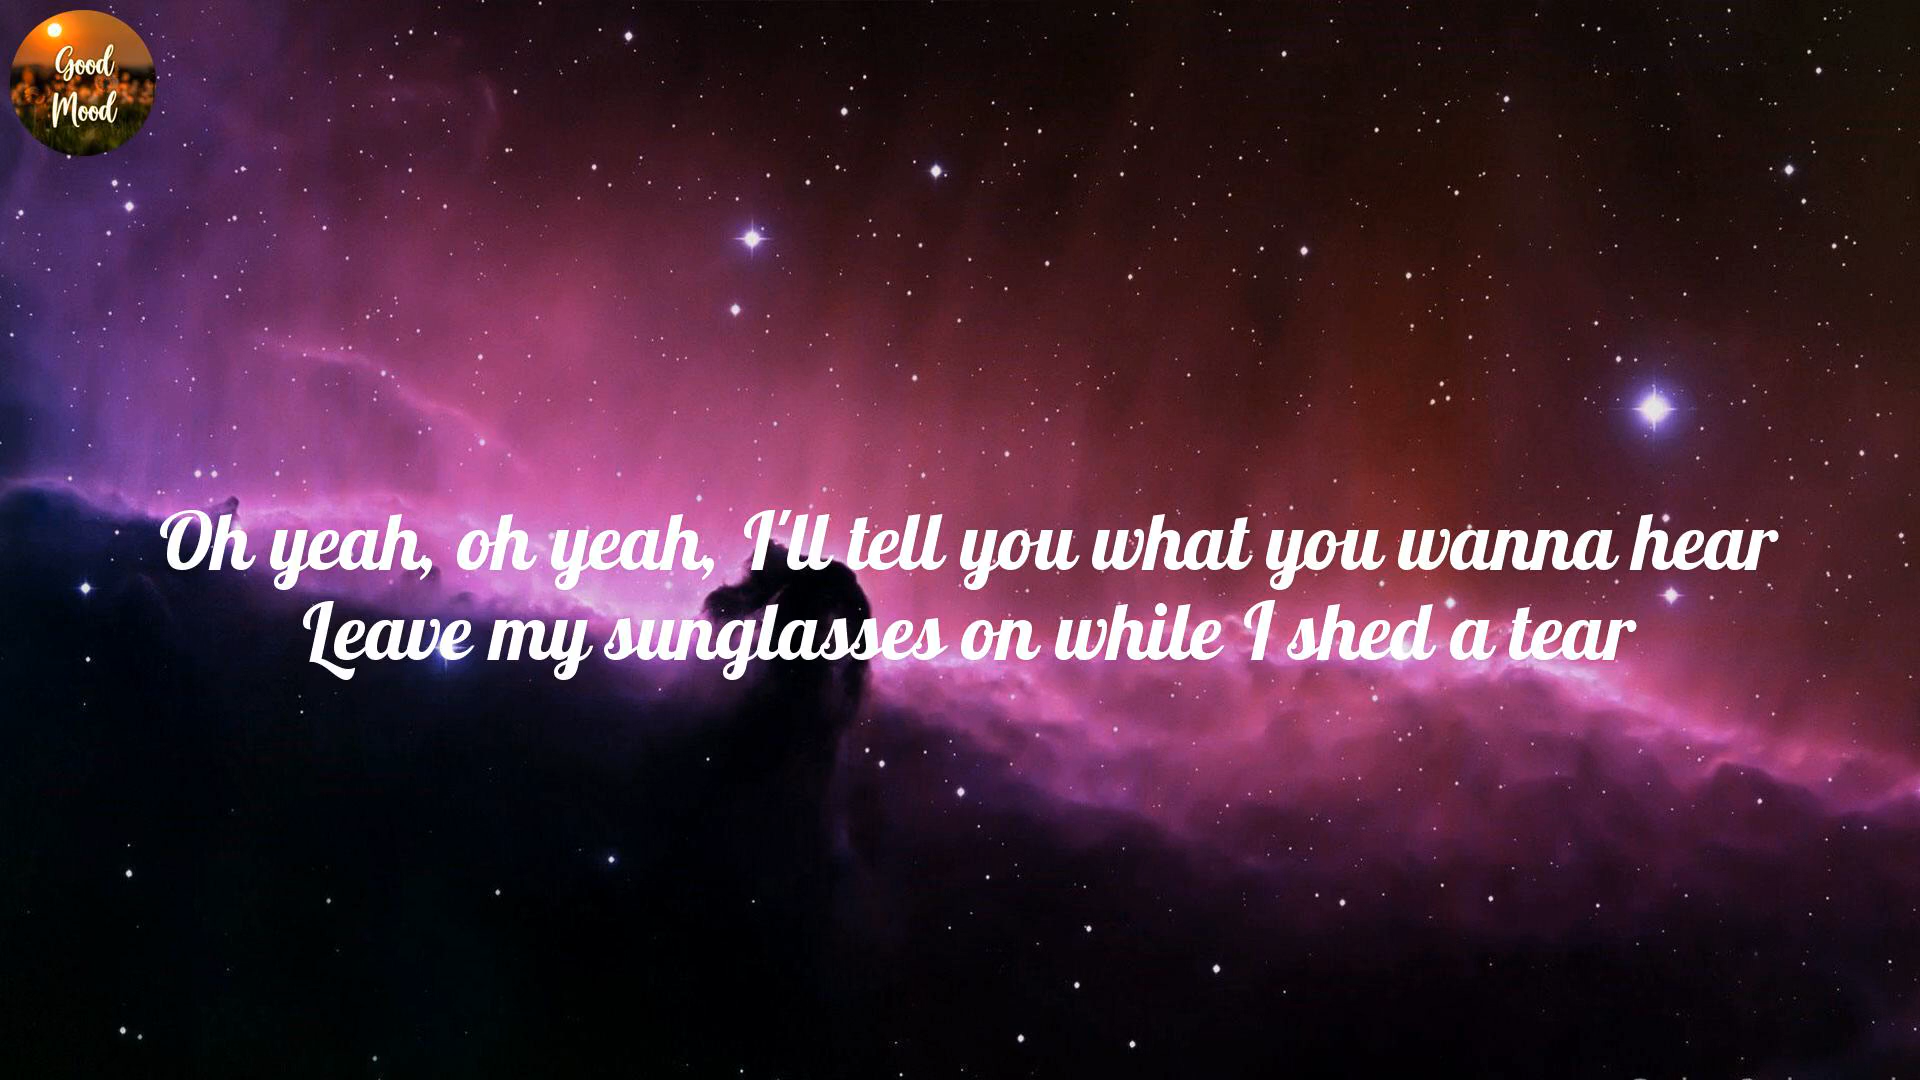 Good
Mood
Oh yeah, oh yeah, I'll tell you what you wanna hear
Leave my sunglasses on while I shed a tear